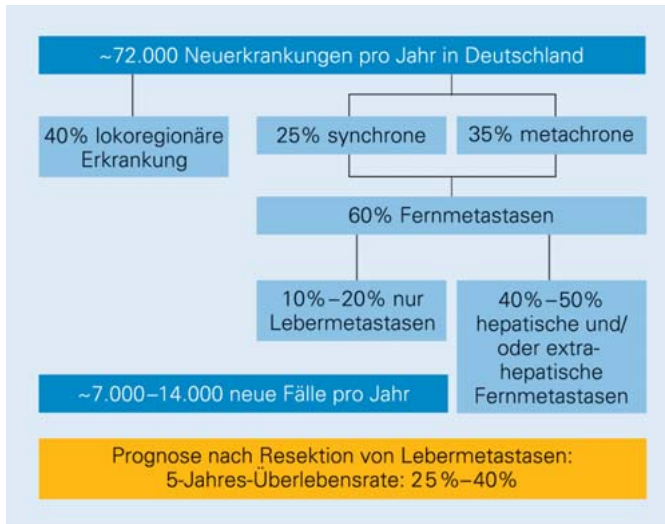 ~72.000 Neuerkrankungen pro Jahr in Deutschland
40% lokoregionäre
Erkrankung
25% synchrone
35% metachrone
60% Fernmetastasen
10%–20% nur
Lebermetastasen
40%–50%
hepatische und/
oder extra-
hepatische
Fernmetastasen
~7.000–14.000 neue Fälle pro Jahr
Prognose nach Resektion von Lebermetastasen:
5-Jahres-Überlebensrate: 25%–40%